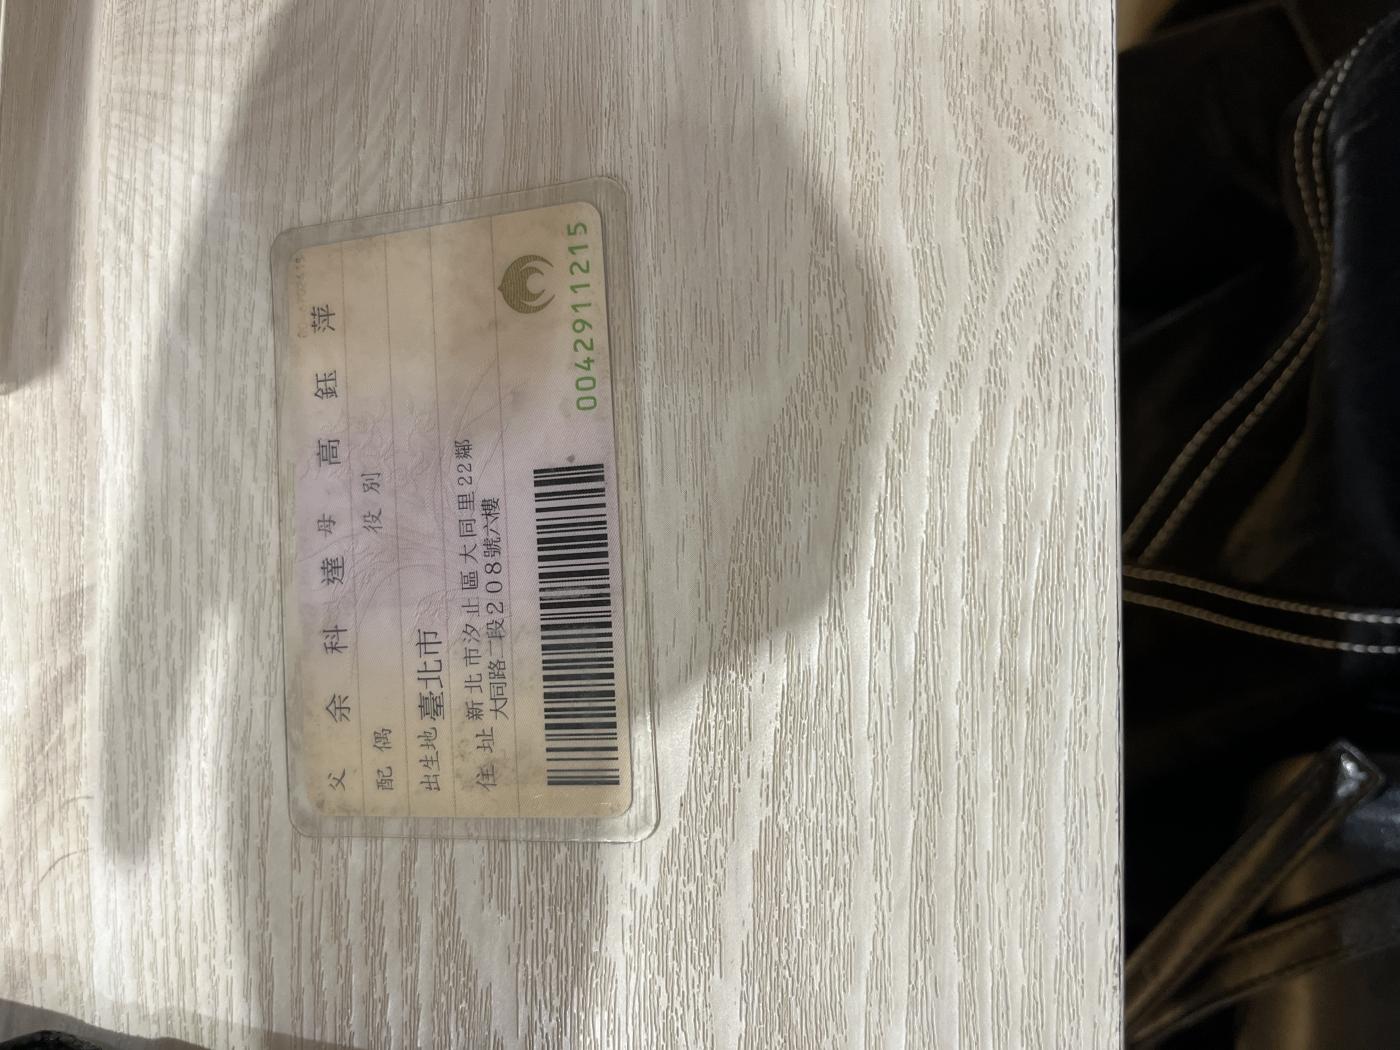 父 余科達 母 高鈺萍
配偶 役別
出生地 臺北市
住址 新北市汐止區大同里22鄰
大同路二段208號六樓
0042911215